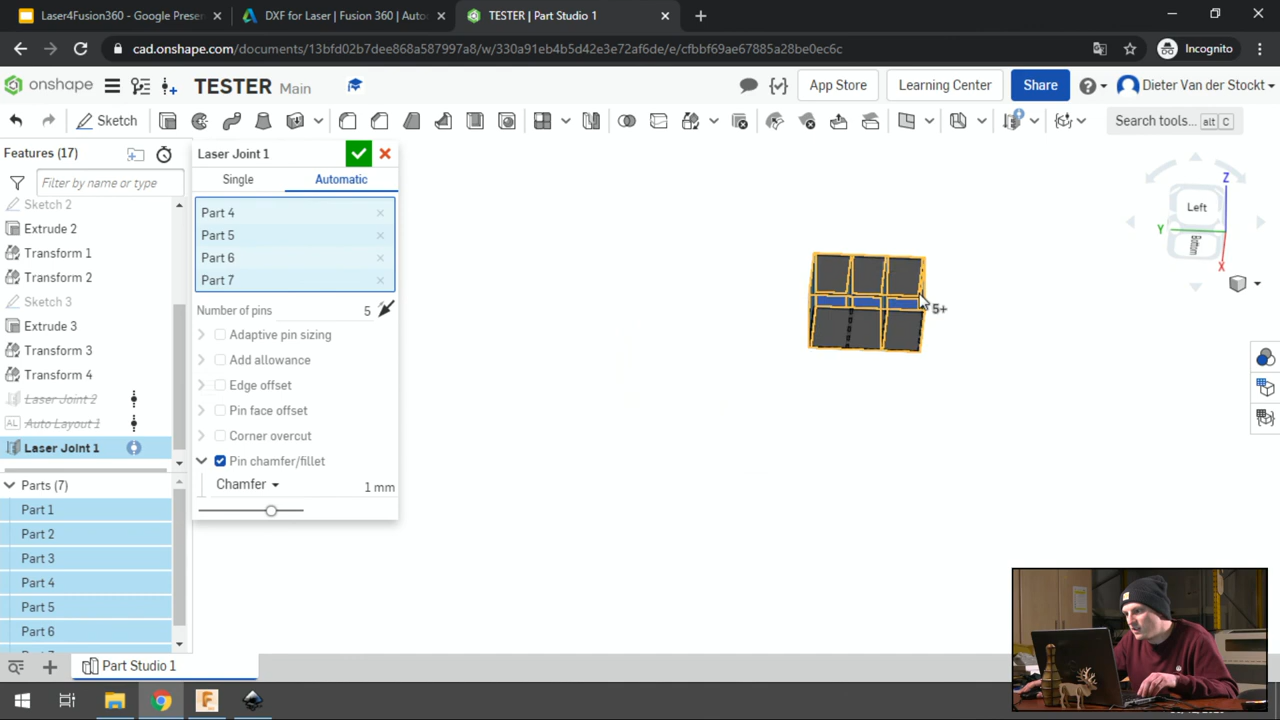 Laser4Fusion360 - Google Preser
DXF for Laser | Fusion 360 | Auto
TESTER | Part Studio 1
cad.onshape.com/documents/13bfd02b7dee868a587997a8/w/330a91eb4b5d42e3e72af6de/e/cfbbf69ae67885a28be0ec6c
Incognito
onshape
TESTER Main
App Store
Learning Center
Share
Dieter Van der Stockt
Sketch
Search tools... alt C
Features (17)
Filter by name or type
Sketch 2
Extrude 2
Transform 1
Transform 2
Sketch 3
Extrude 3
Transform 3
Transform 4
Laser Joint 2
Auto Layout 1
Laser Joint 1
Parts (7)
Part 1
Part 2
Part 3
Part 4
Part 5
Part 6
Laser Joint 1
Single
Automatic
Part 4
Part 5
Part 6
Part 7
Number of pins 5
Adaptive pin sizing
Add allowance
Edge offset
Pin face offset
Corner overcut
Pin chamfer/fillet
Chamfer 1 mm
5+
Z
Left
Y
Bottom
X
Part Studio 1